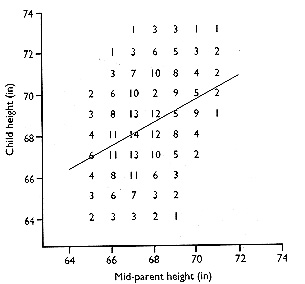 74
1 3 3 1 1
72
1 3 6 5 3 2
3 7 10 8 4 2
70
2 6 10 2 9 5 2
3 8 13 12 5 9 1
68
4 11 14 12 8 4
6 11 13 10 5 2
66
4 8 11 6 3
3 6 7 3 2
64
2 3 3 2 1
64 66 68 70 72 74
Mid-parent height (in)
Child height (in)